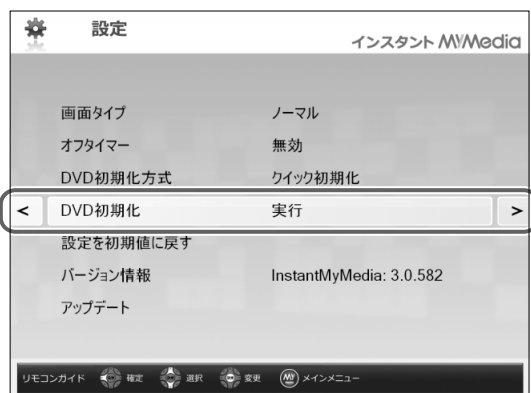 設定
インスタント MYMedia
画面タイプ ノーマル
オフタイマー 無効
DVD初期化方式 クイック初期化
< DVD初期化 実行 >
設定を初期値に戻す
バージョン情報 InstantMyMedia: 3.0.582
アップデート
リモコンガイド 確定 選択 変更 MY メインメニュー